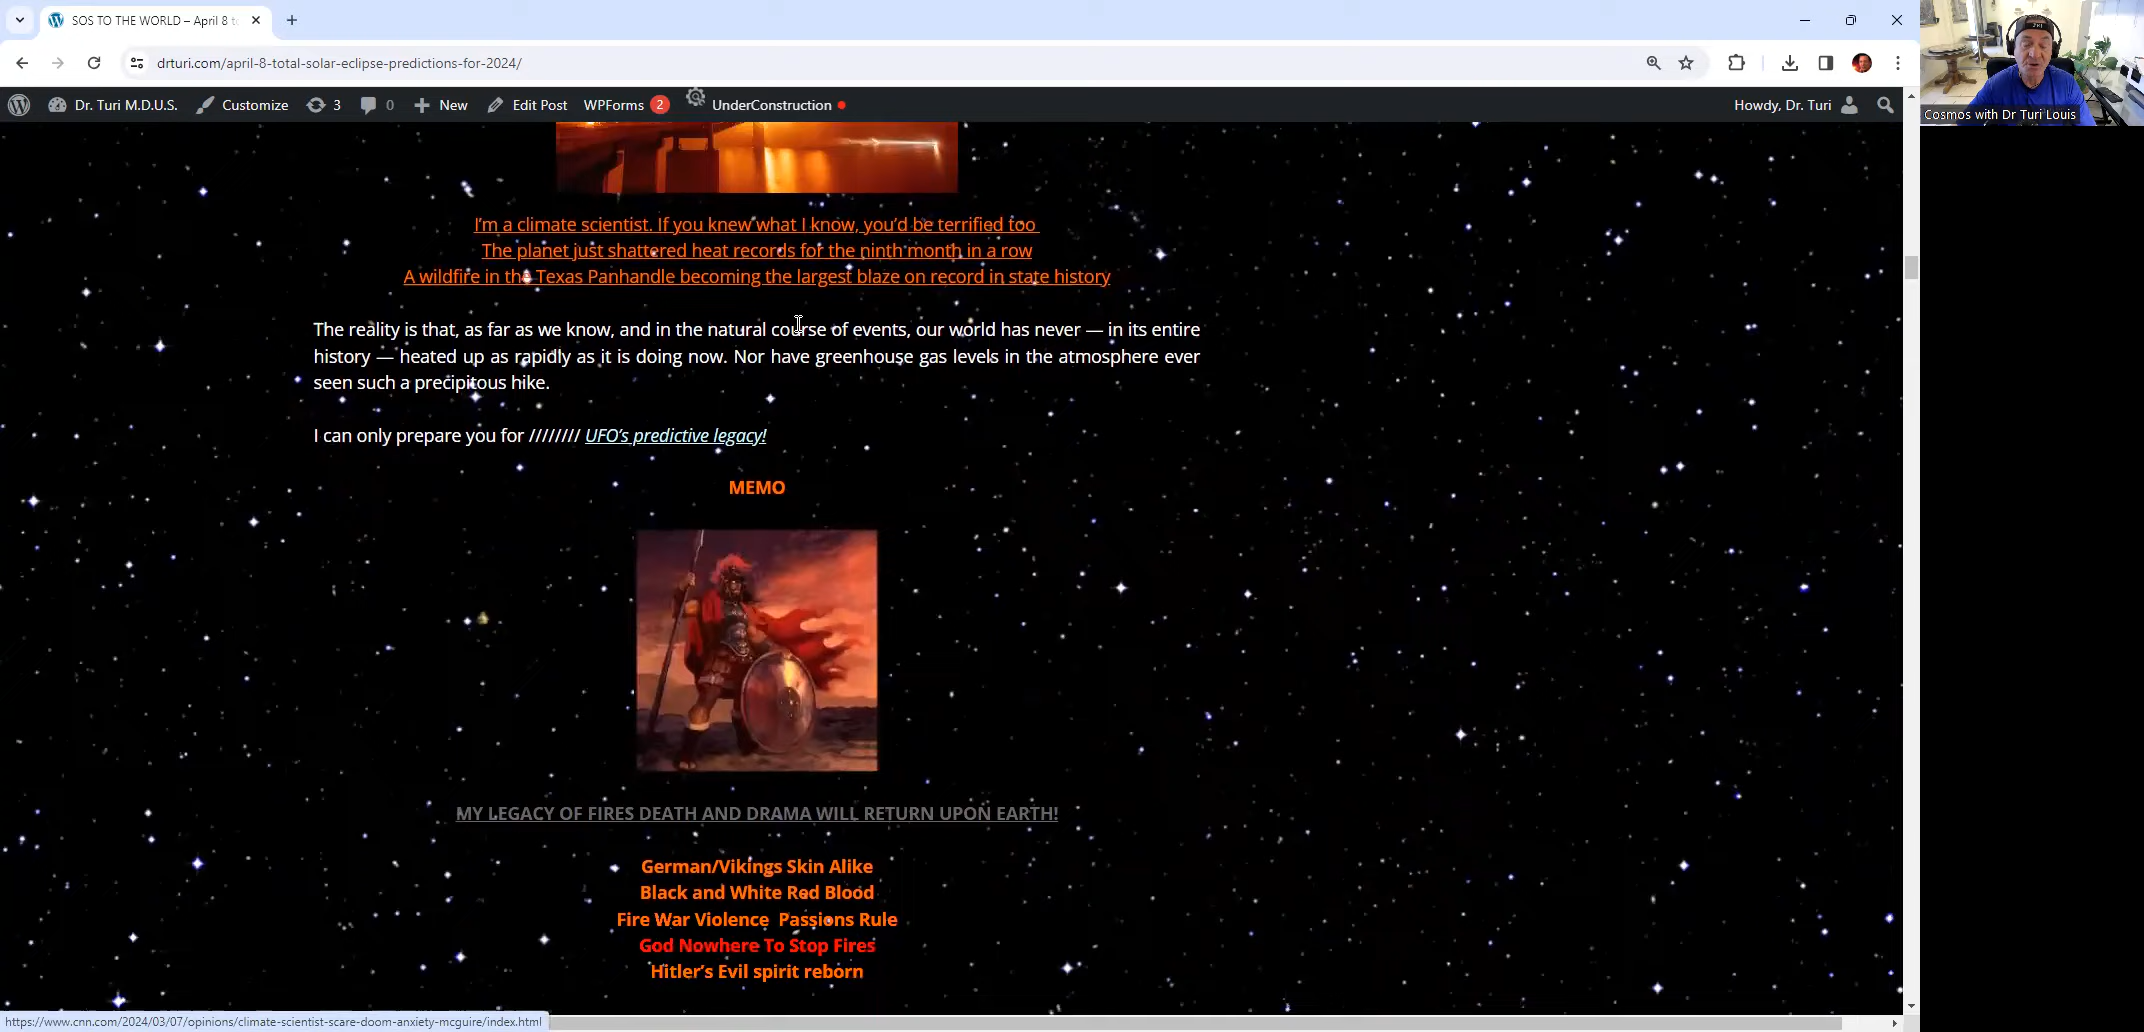 SOS TO THE WORLD – April 8 t
drturi.com/april-8-total-solar-eclipse-predictions-for-2024/
Dr. Turi M.D.U.S. Customize 3 0 New Edit Post WPForms 2 UnderConstruction Howdy, Dr. Turi
Cosmos with Dr Turi Louis
I'm a climate scientist. If you knew what I know, you'd be terrified too
The planet just shattered heat records for the ninth month in a row
A wildfire in the Texas Panhandle becoming the largest blaze on record in state history
The reality is that, as far as we know, and in the natural course of events, our world has never — in its entire
history — heated up as rapidly as it is doing now. Nor have greenhouse gas levels in the atmosphere ever
seen such a precipitous hike.
I can only prepare you for //////// UFO's predictive legacy!
MEMO
MY LEGACY OF FIRES DEATH AND DRAMA WILL RETURN UPON EARTH!
German/Vikings Skin Alike
Black and White Red Blood
Fire War Violence Passions Rule
God Nowhere To Stop Fires
Hitler's Evil spirit reborn
https://www.cnn.com/2024/03/07/opinions/climate-scientist-scare-doom-anxiety-mcguire/index.html